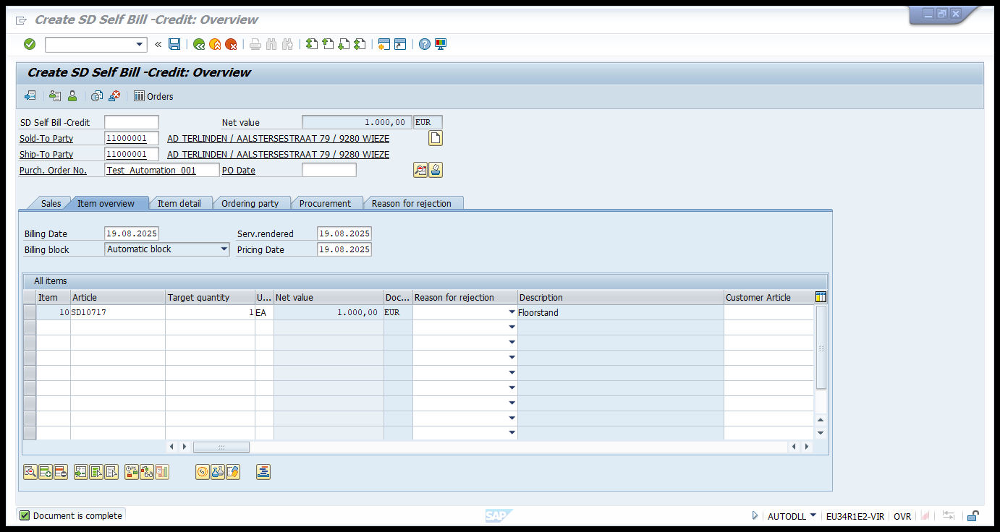 Create SD Self Bill -Credit: Overview
Create SD Self Bill -Credit: Overview
Orders
SD Self Bill -Credit Net value 1.000,00 EUR
Sold-To Party 11000001 AD TERLINDEN / AALSTERSESTRAAT 79 / 9280 WIEZE
Ship-To Party 11000001 AD TERLINDEN / AALSTERSESTRAAT 79 / 9280 WIEZE
Purch. Order No. Test_Automation_001 PO Date
Sales Item overview Item detail Ordering party Procurement Reason for rejection
Billing Date 19.08.2025 Serv.rendered 19.08.2025
Billing block Automatic block Pricing Date 19.08.2025
All items
Item Article Target quantity U... Net value Doc... Reason for rejection Description Customer Article
10 SD10717 1 EA 1.000,00 EUR Floorstand
Document is complete SAP AUTODLL EU34R1E2-VIR OVR